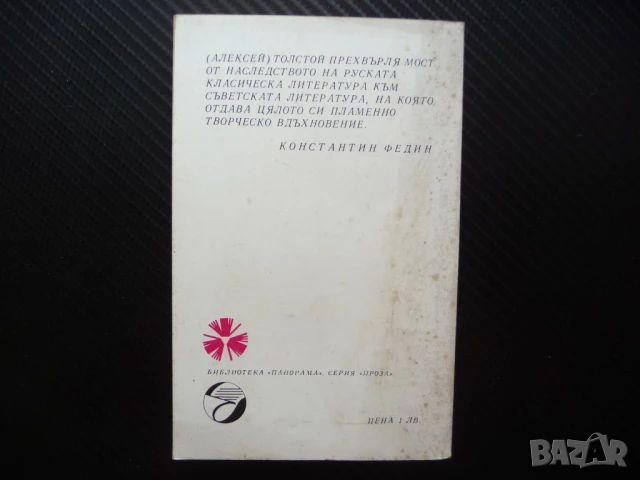 (АЛЕКСЕЙ) ТОЛСТОЙ ПРЕХВЪРЛЯ МОСТ
ОТ НАСЛЕДСТВОТО НА РУСКАТА
КЛАСИЧЕСКА ЛИТЕРАТУРА КЪМ
СЪВЕТСКАТА ЛИТЕРАТУРА, НА КОЯТО
ОТДАВА ЦЯЛОТО СИ ПЛАМЕННО
ТВОРЧЕСКО ВДЪХНОВЕНИЕ.
КОНСТАНТИН ФЕДИН
БИБЛИОТЕКА «ПАНОРАМА», СЕРИЯ «ПРОЗА»
ЦЕНА 1 ЛВ.
BAZAR